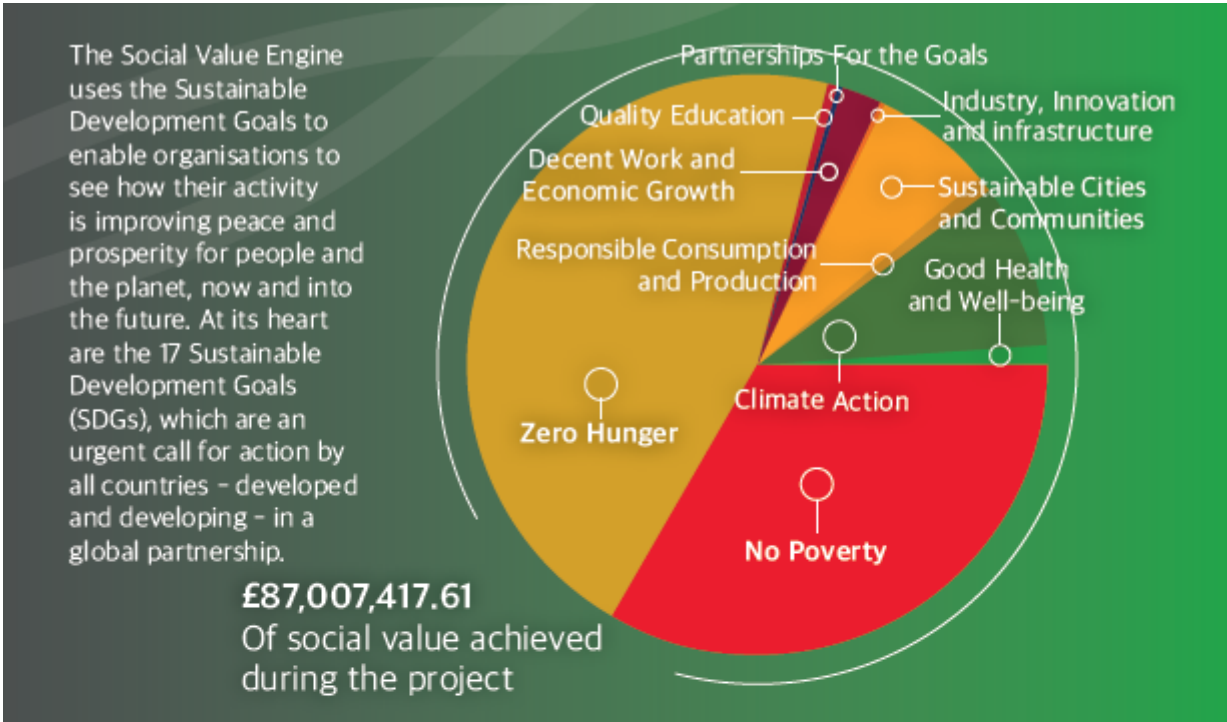 The Social Value Engine
uses the Sustainable
Development Goals to
enable organisations to
see how their activity
is improving peace and
prosperity for people and
the planet, now and into
the future. At its heart
are the 17 Sustainable
Development Goals
(SDGs), which are an
urgent call for action by
all countries – developed
and developing – in a
global partnership.
£87,007,417.61
Of social value achieved
during the project
Partnerships For the Goals
Quality Education
Industry, Innovation
and infrastructure
Decent Work and
Economic Growth
Sustainable Cities
and Communities
Responsible Consumption
and Production
Good Health
and Well-being
Climate Action
Zero Hunger
No Poverty